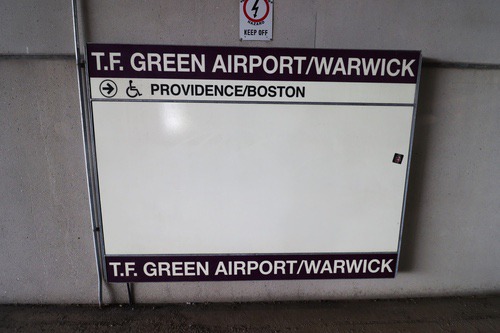 KEEP OFF
T.F. GREEN AIRPORT/WARWICK
PROVIDENCE/BOSTON
T.F. GREEN AIRPORT/WARWICK